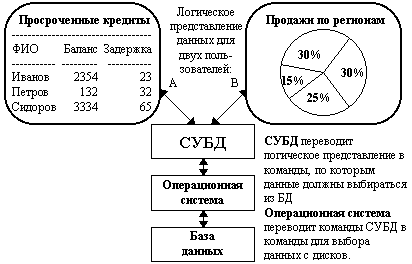 Просроченные кредиты
ФИО Баланс Задержка
Иванов 2354 23
Петров 132 32
Сидоров 3334 65
Логическое
представление
данных для
двух поль-
зователей:
A B
Продажи по регионам
30%
30%
15%
25%
СУБД
Операционная
система
База
данных
СУБД переводит
логическое представление в
команды, по которым
данные должны выбираться
из БД
Операционная система
переводит команды СУБД в
команды для выбора
данных с дисков.